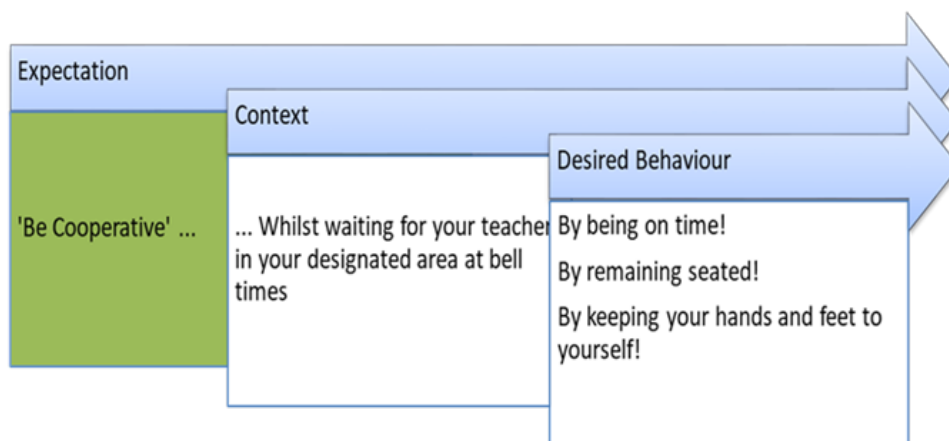 Expectation
'Be Cooperative' ...
Context
... Whilst waiting for your teacher
in your designated area at bell
times
Desired Behaviour
By being on time!
By remaining seated!
By keeping your hands and feet to
yourself!